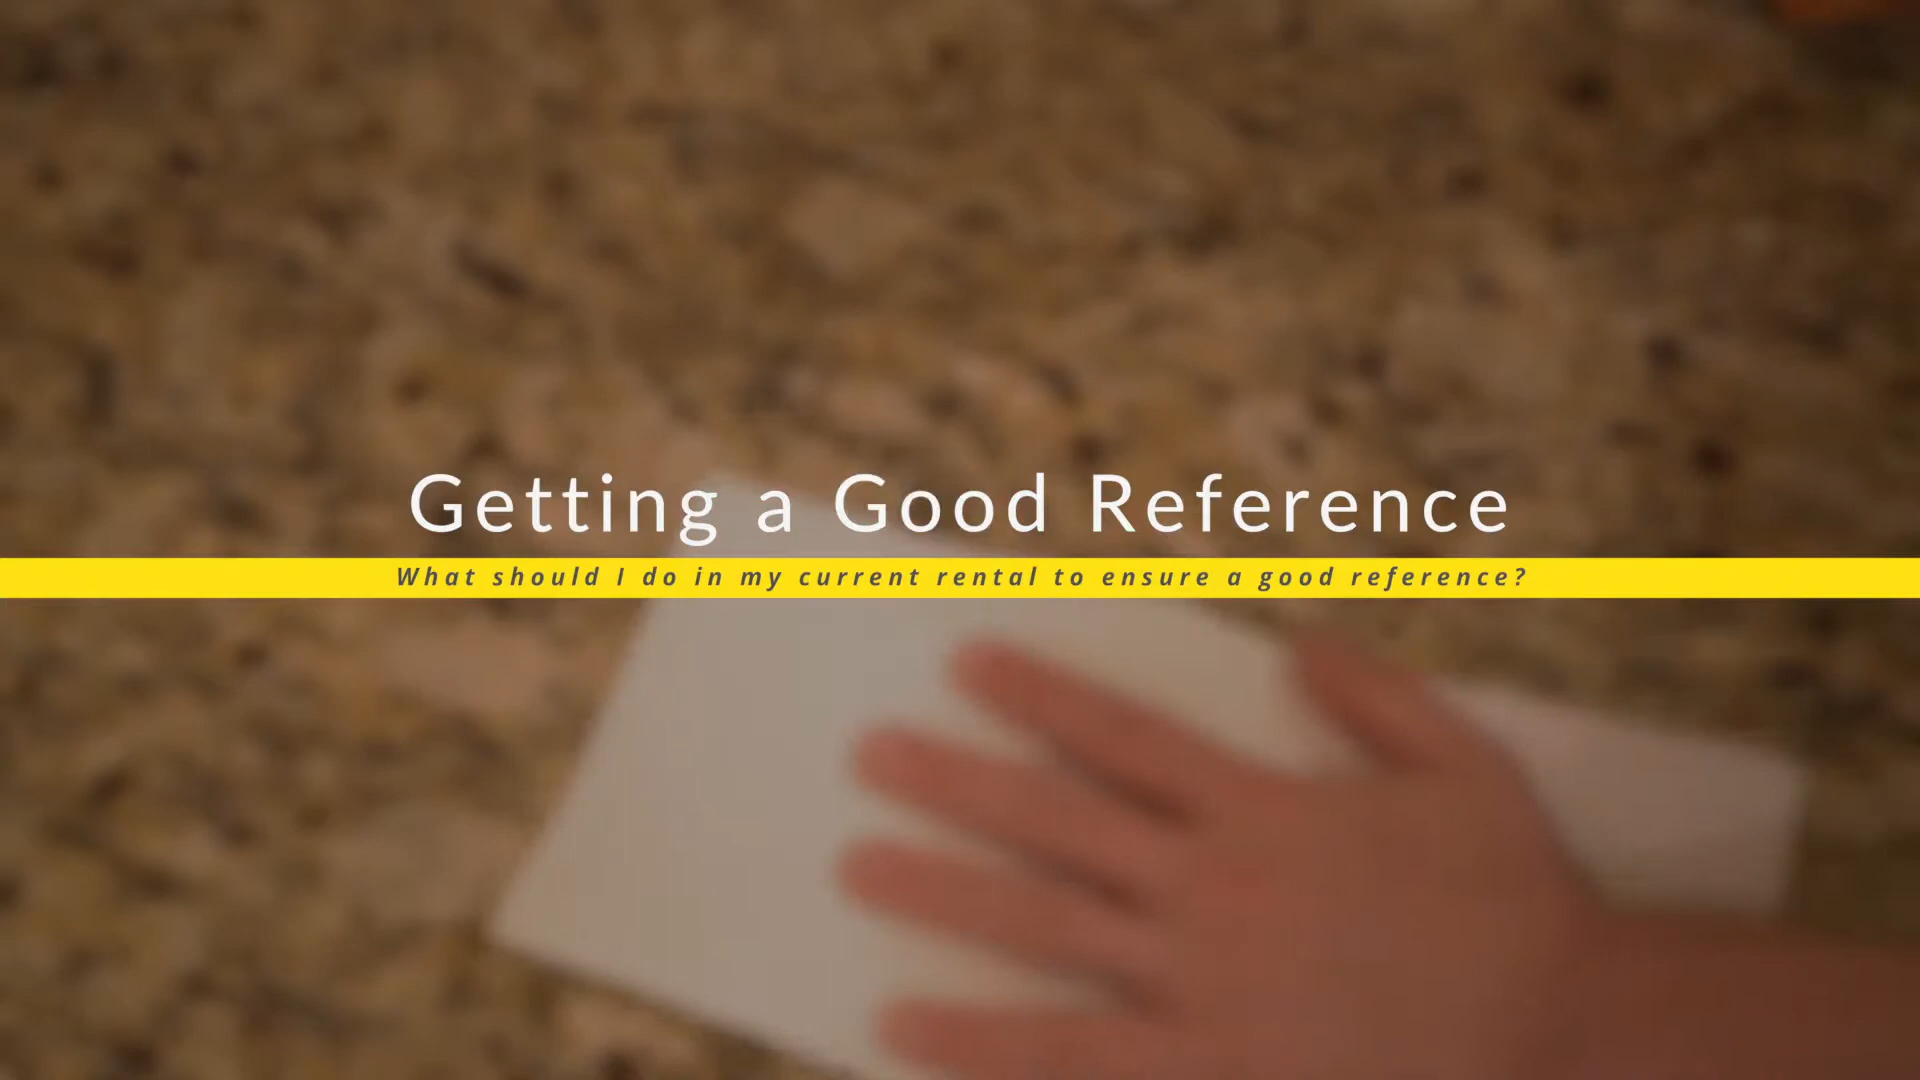 Getting a Good Reference
What should I do in my current rental to ensure a good reference?